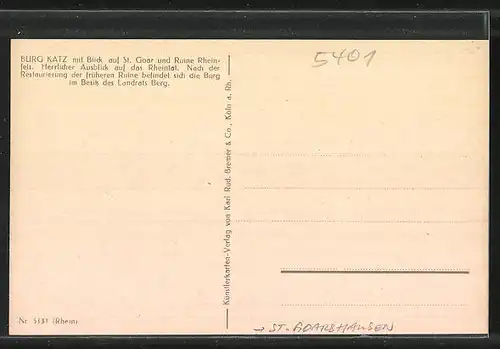 BURG KATZ mit Blick auf St. Goar und Ruine Rhein-
fels. Herrlicher Ausblick auf das Rheintal. Nach der
Restaurierung der früheren Ruine befindet sich die Burg
im Besitz des Landrats Berg.
5401
Künstlerkarten-Verlag von Karl Rud. Bremer & Co., Köln a. Rh.
Nr. 5131 (Rhein)
→ ST. GOARSHAUSEN